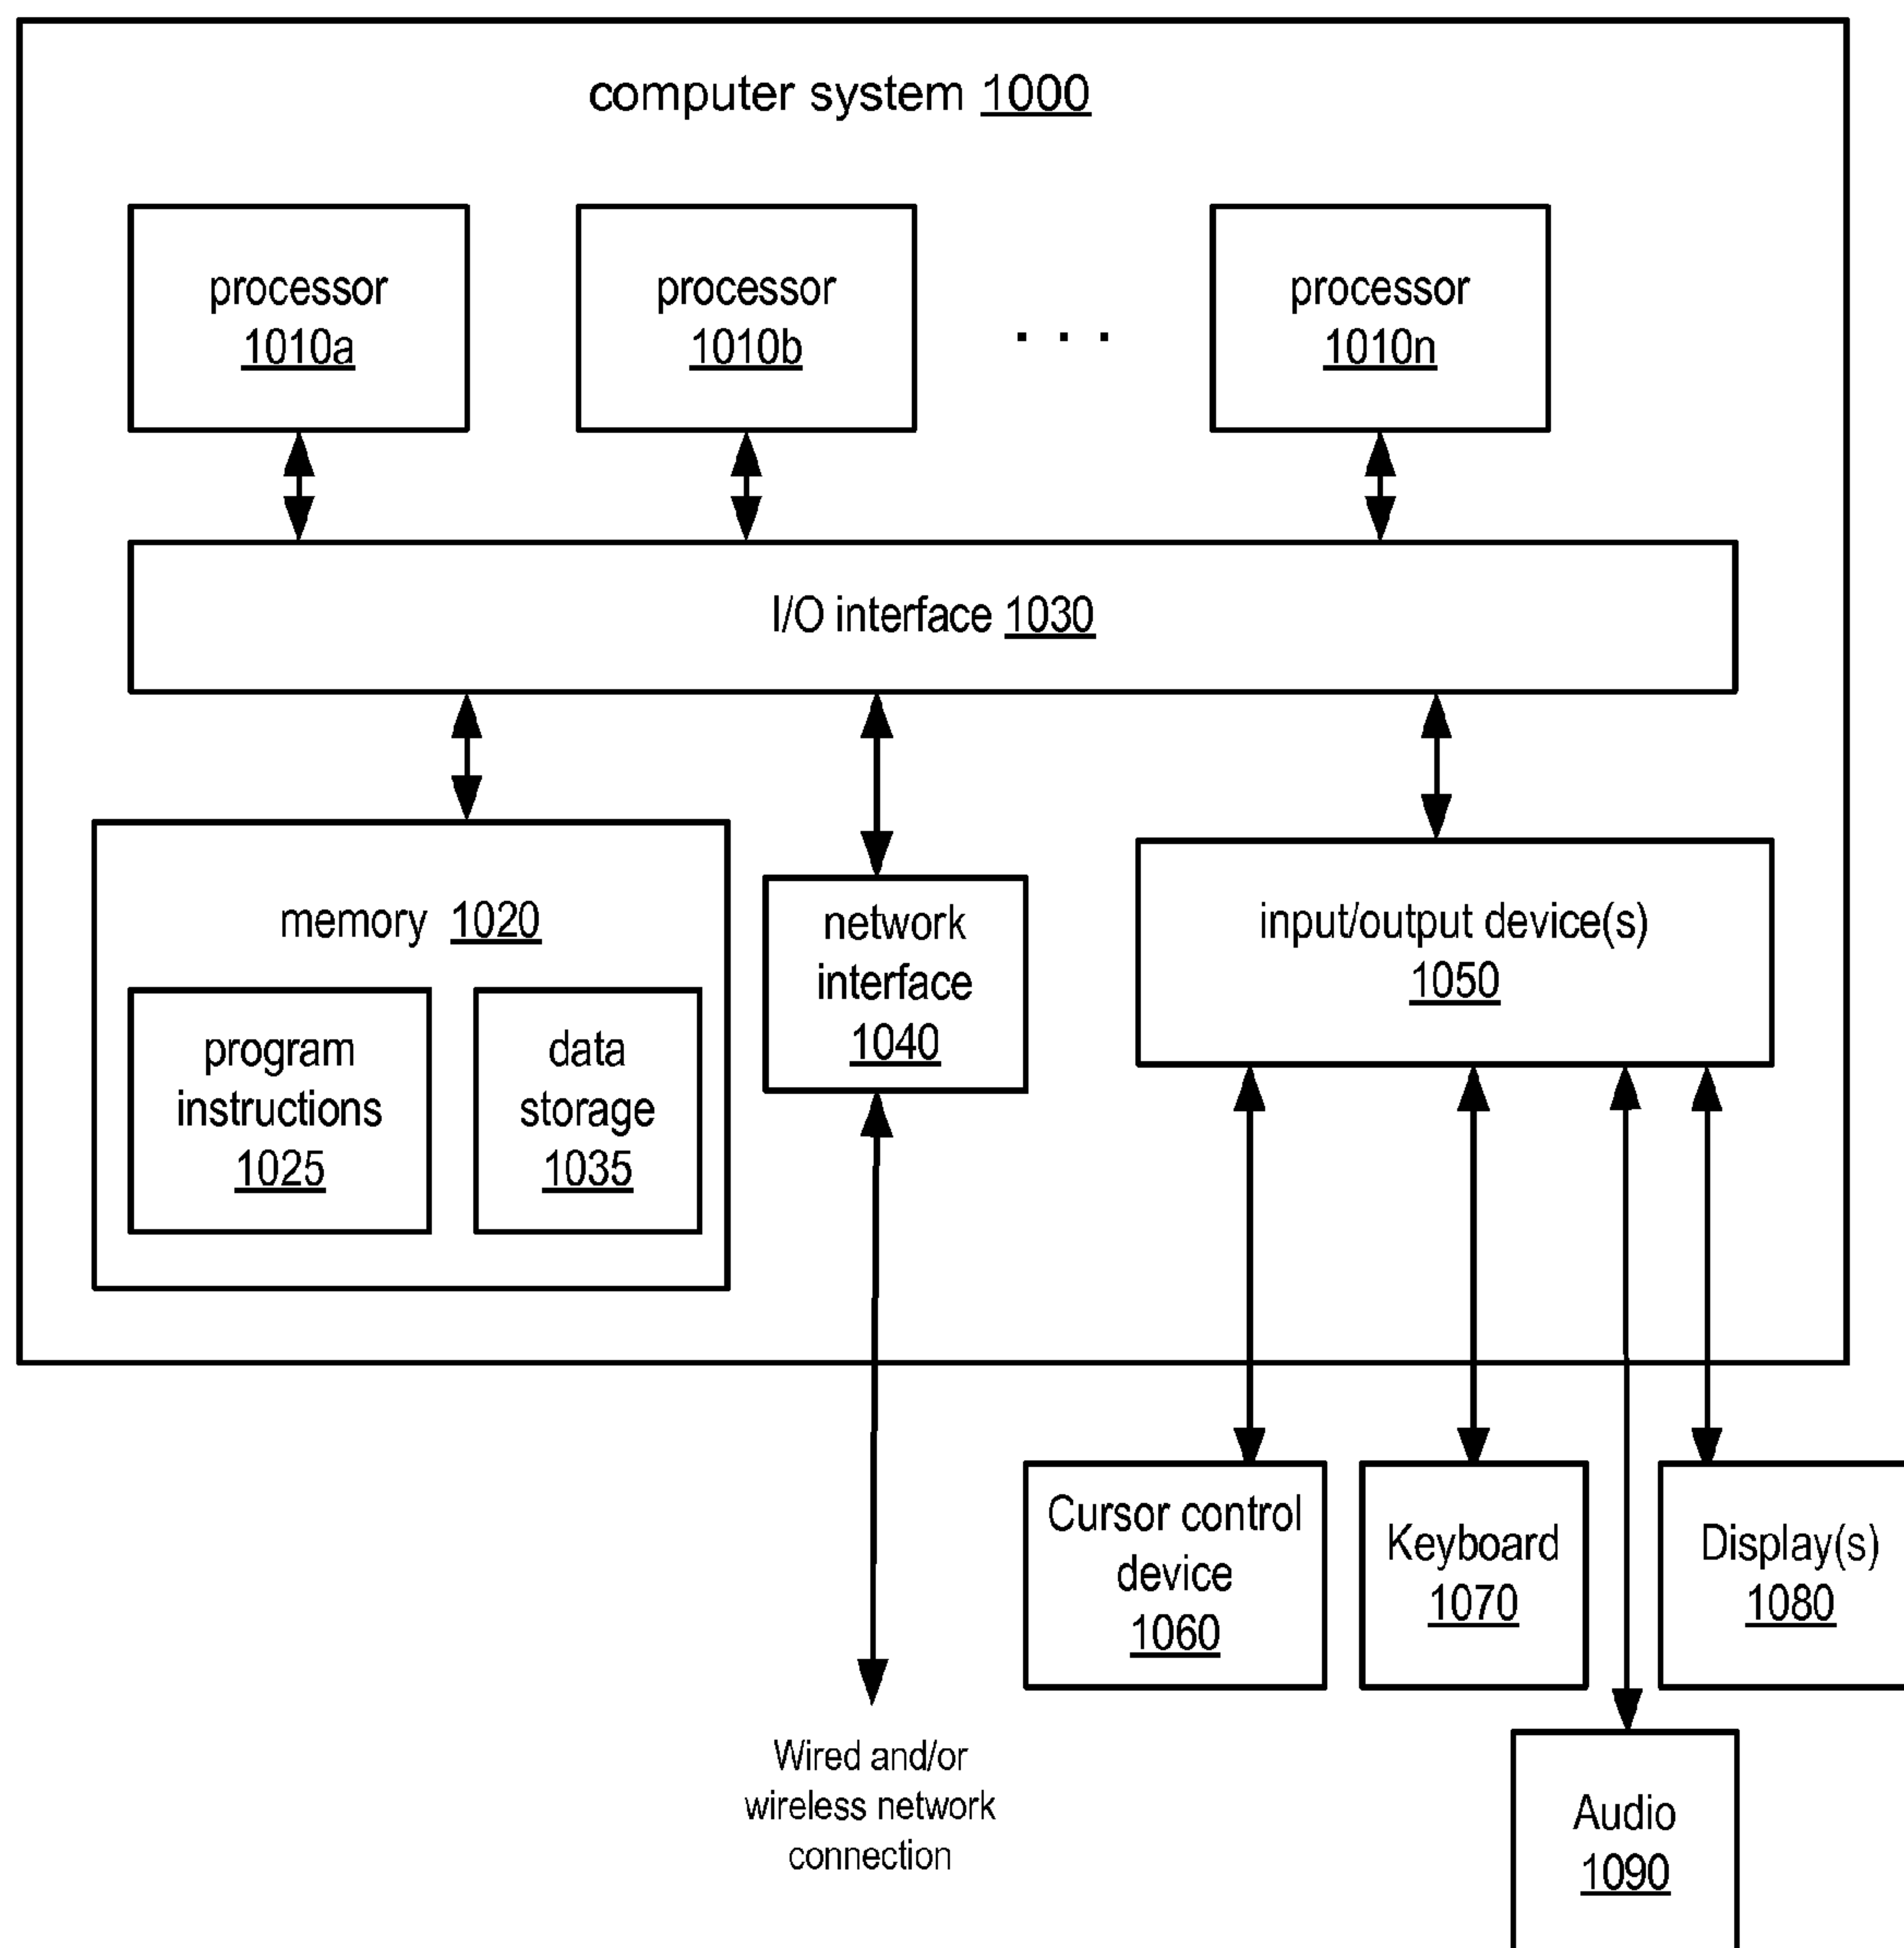 computer system 1000
processor
1010a
processor
1010b
. . .
processor
1010n
I/O interface 1030
memory 1020
program
instructions
1025
data
storage
1035
network
interface
1040
input/output device(s)
1050
Cursor control
device
1060
Keyboard
1070
Display(s)
1080
Wired and/or
wireless network
connection
Audio
1090